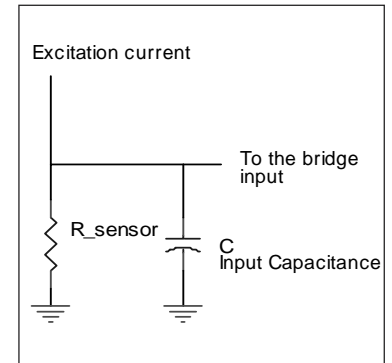 Excitation current
To the bridge
input
R_sensor
C
Input Capacitance